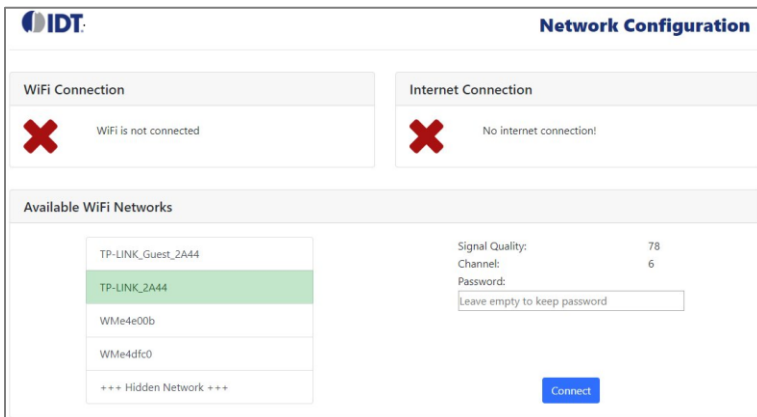 IDT.
Network Configuration
WiFi Connection
WiFi is not connected
Internet Connection
No internet connection!
Available WiFi Networks
TP-LINK_Guest_2A44
TP-LINK_2A44
WMe4e00b
WMe4dfc0
+++ Hidden Network +++
Signal Quality: 78
Channel: 6
Password:
Leave empty to keep password
Connect